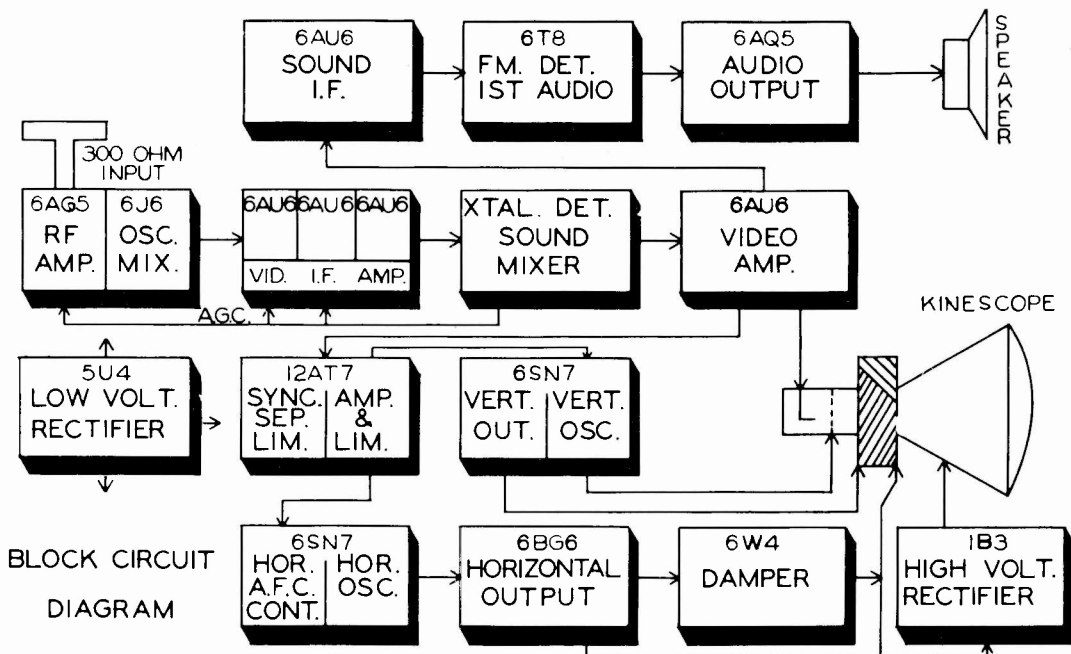 6AU6
SOUND
I.F.
6T8
FM. DET.
1ST AUDIO
6AQ5
AUDIO
OUTPUT
SPEAKER
300 OHM
INPUT
6AG5
RF
AMP.
6J6
OSC.
MIX.
6AU6 6AU6 6AU6
VID. I.F. AMP.
XTAL. DET.
SOUND
MIXER
6AU6
VIDEO
AMP.
A.G.C.
KINESCOPE
5U4
LOW VOLT.
RECTIFIER
12AT7
SYNC.
SEP.
LIM.
AMP.
&
LIM.
6SN7
VERT.
OUT.
VERT.
OSC.
BLOCK CIRCUIT
DIAGRAM
6SN7
HOR.
A.F.C.
CONT.
HOR.
OSC.
6BG6
HORIZONTAL
OUTPUT
6W4
DAMPER
1B3
HIGH VOLT.
RECTIFIER